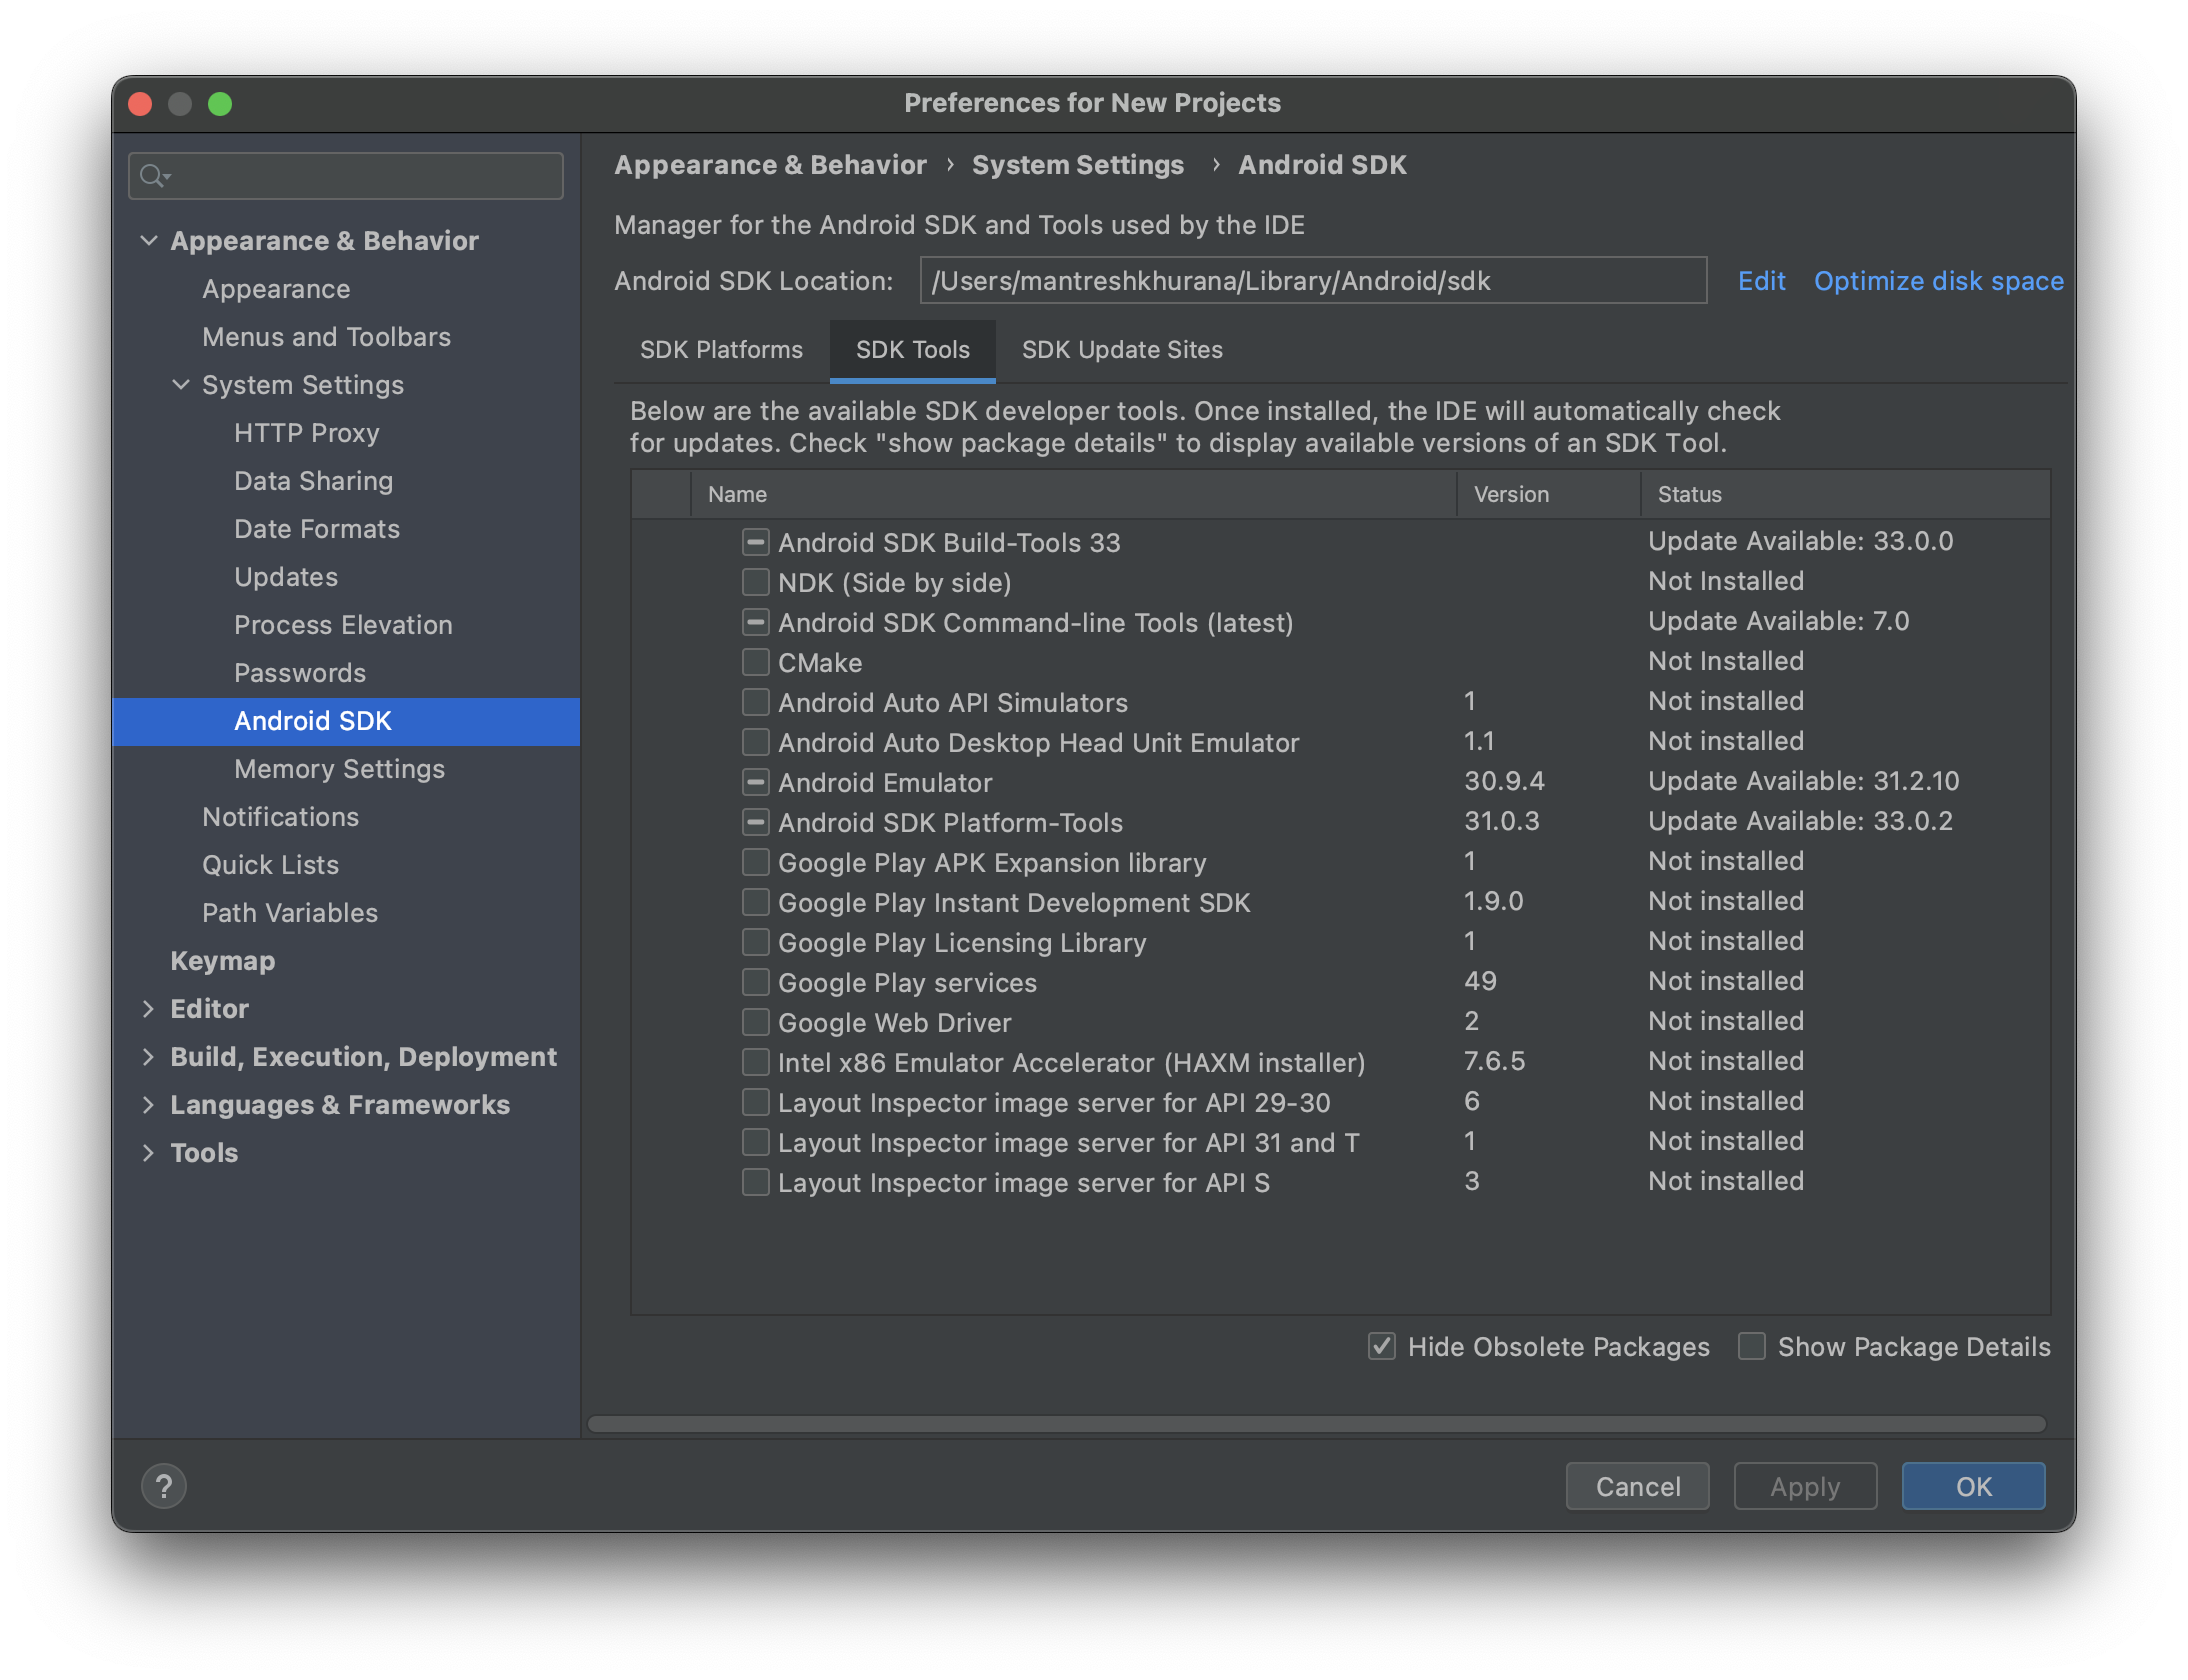 Preferences for New Projects
Appearance & Behavior
Appearance
Menus and Toolbars
System Settings
HTTP Proxy
Data Sharing
Date Formats
Updates
Process Elevation
Passwords
Android SDK
Memory Settings
Notifications
Quick Lists
Path Variables
Keymap
Editor
Build, Execution, Deployment
Languages & Frameworks
Tools
Appearance & Behavior › System Settings › Android SDK
Manager for the Android SDK and Tools used by the IDE
Android SDK Location: /Users/mantreshkhurana/Library/Android/sdk Edit Optimize disk space
SDK Platforms SDK Tools SDK Update Sites
Below are the available SDK developer tools. Once installed, the IDE will automatically check
for updates. Check "show package details" to display available versions of an SDK Tool.
Name Version Status
Android SDK Build-Tools 33 Update Available: 33.0.0
NDK (Side by side) Not Installed
Android SDK Command-line Tools (latest) Update Available: 7.0
CMake Not Installed
Android Auto API Simulators 1 Not installed
Android Auto Desktop Head Unit Emulator 1.1 Not installed
Android Emulator 30.9.4 Update Available: 31.2.10
Android SDK Platform-Tools 31.0.3 Update Available: 33.0.2
Google Play APK Expansion library 1 Not installed
Google Play Instant Development SDK 1.9.0 Not installed
Google Play Licensing Library 1 Not installed
Google Play services 49 Not installed
Google Web Driver 2 Not installed
Intel x86 Emulator Accelerator (HAXM installer) 7.6.5 Not installed
Layout Inspector image server for API 29-30 6 Not installed
Layout Inspector image server for API 31 and T 1 Not installed
Layout Inspector image server for API S 3 Not installed
Hide Obsolete Packages Show Package Details
? Cancel Apply OK